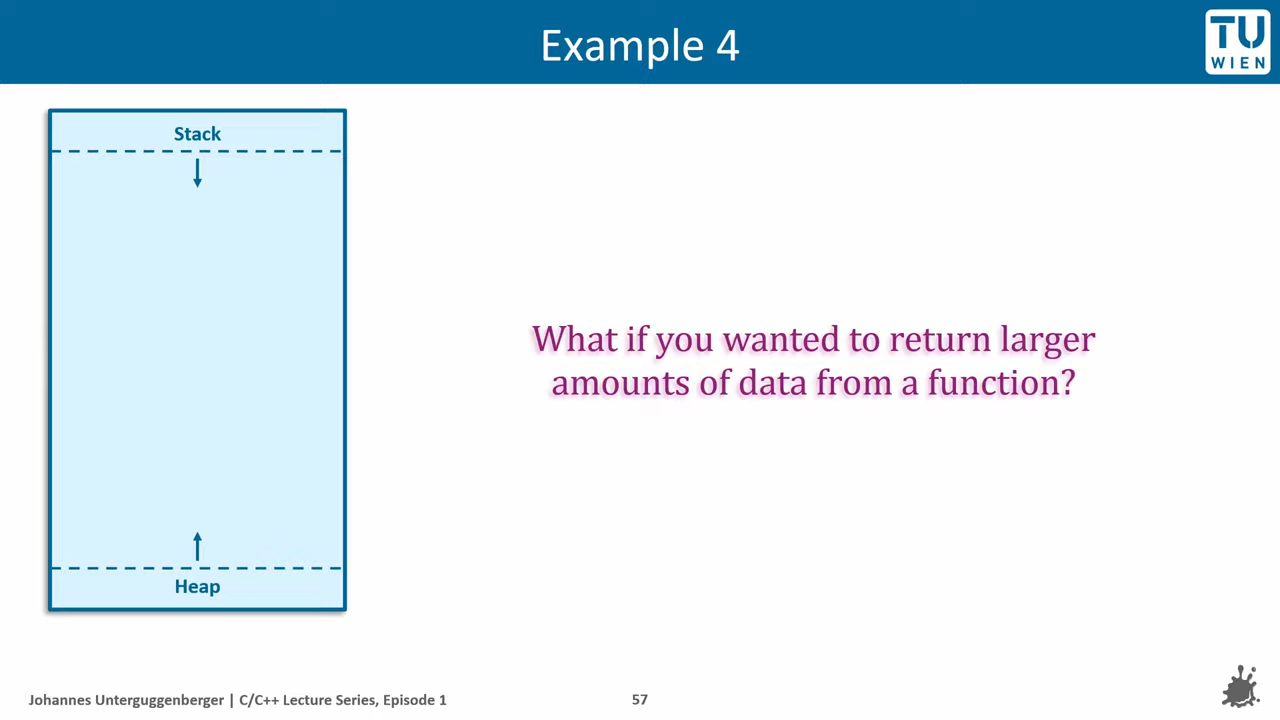 Example 4
TU
WIEN
Stack
What if you wanted to return larger
amounts of data from a function?
Heap
Johannes Unterguggenberger | C/C++ Lecture Series, Episode 1
57